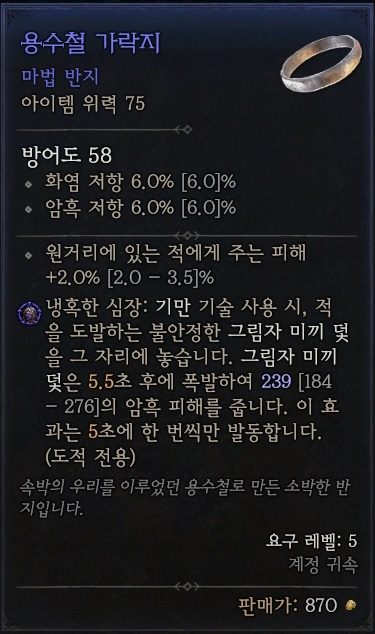 용수철 가락지
마법 반지
아이템 위력 75
방어도 58
화염 저항 6.0% [6.0]%
암흑 저항 6.0% [6.0]%
원거리에 있는 적에게 주는 피해
+2.0% [2.0 – 3.5]%
냉혹한 심장: 기만 기술 사용 시, 적
을 도발하는 불안정한 그림자 미끼 덫
을 그 자리에 놓습니다. 그림자 미끼
덫은 5.5초 후에 폭발하여 239 [184
– 276]의 암흑 피해를 줍니다. 이 효
과는 5초에 한 번씩만 발동합니다.
(도적 전용)
속박의 우리를 이루었던 용수철로 만든 소박한 반
지입니다.
요구 레벨: 5
계정 귀속
판매가: 870